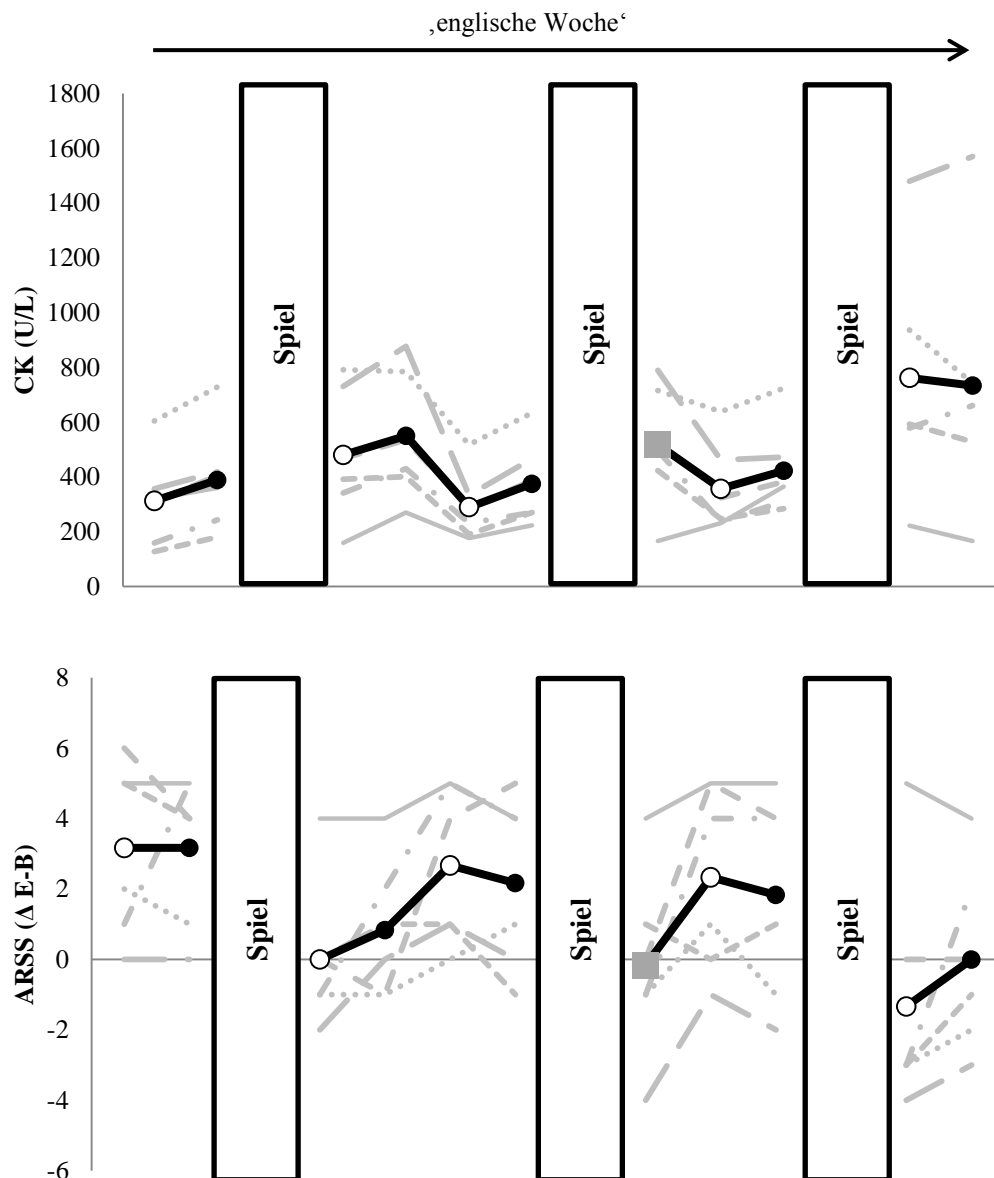 ‚englische Woche‘
1800
1600
1400
1200
1000
800
600
400
200
0
CK (U/L)
Spiel
Spiel
Spiel
8
6
4
2
0
-2
-4
-6
ARSS (Δ E-B)
Spiel
Spiel
Spiel